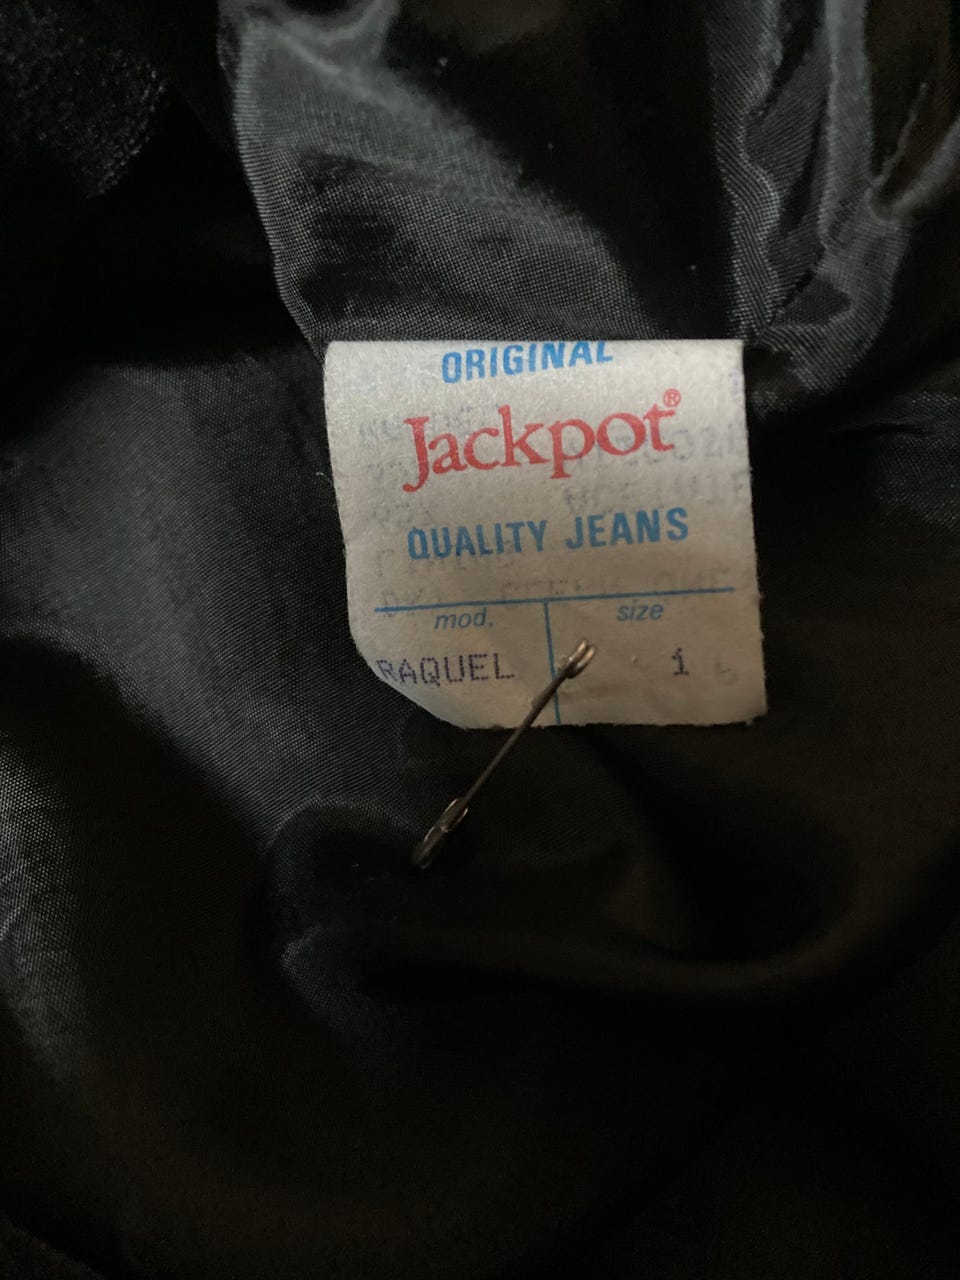 ORIGINAL
Jackpot®
QUALITY JEANS
mod. size
RAQUEL 1